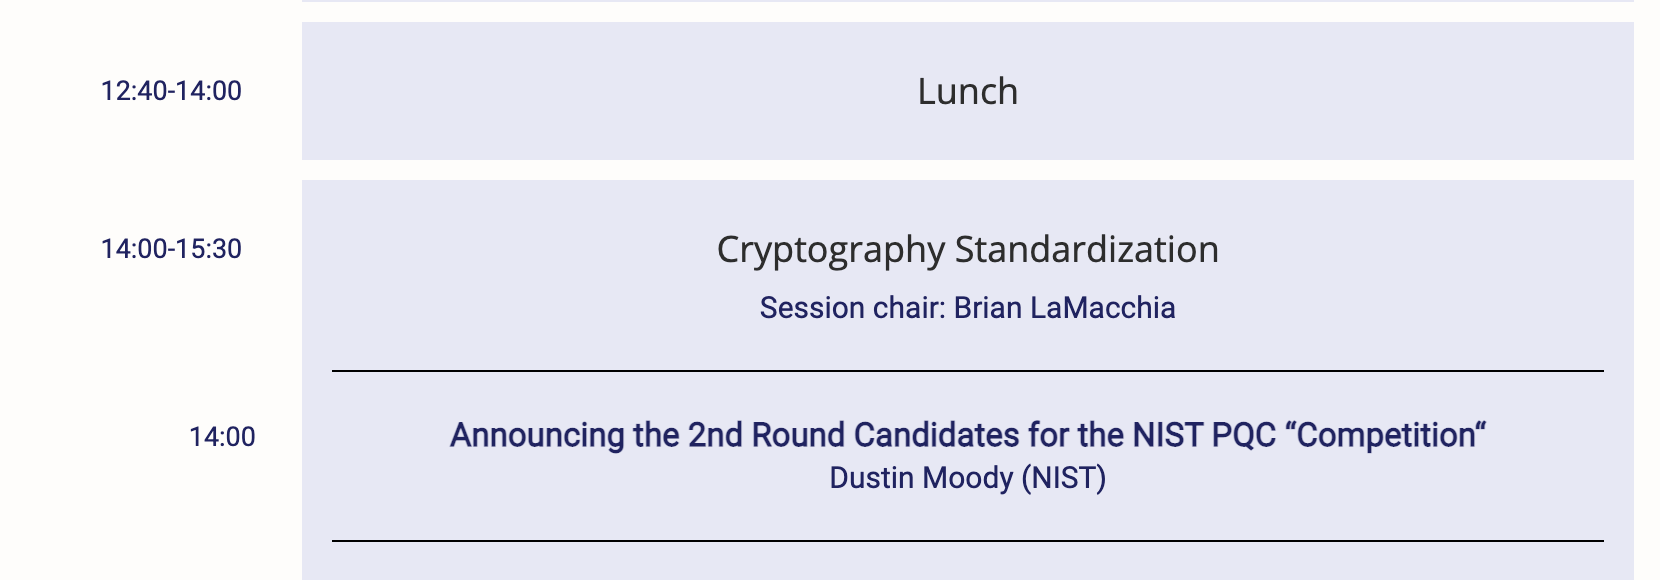 12:40-14:00
Lunch
14:00-15:30
Cryptography Standardization
Session chair: Brian LaMacchia
14:00
Announcing the 2nd Round Candidates for the NIST PQC “Competition“
Dustin Moody (NIST)